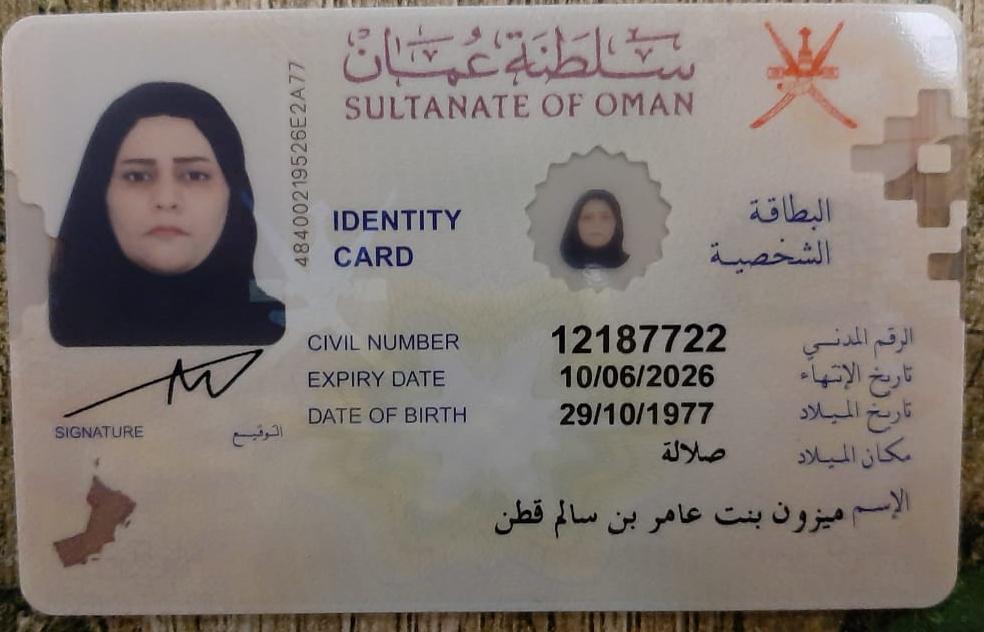 سلطنة عمان
SULTANATE OF OMAN
48400219526E2A77
IDENTITY
CARD
البطاقة
الشخصية
CIVIL NUMBER 12187722 الرقم المدني
EXPIRY DATE 10/06/2026 تاريخ الإنتهاء
DATE OF BIRTH 29/10/1977 تاريخ الميلاد
مكان الميلاد صلالة
SIGNATURE التوقيع
الإسم ميزون بنت عامر بن سالم قطن